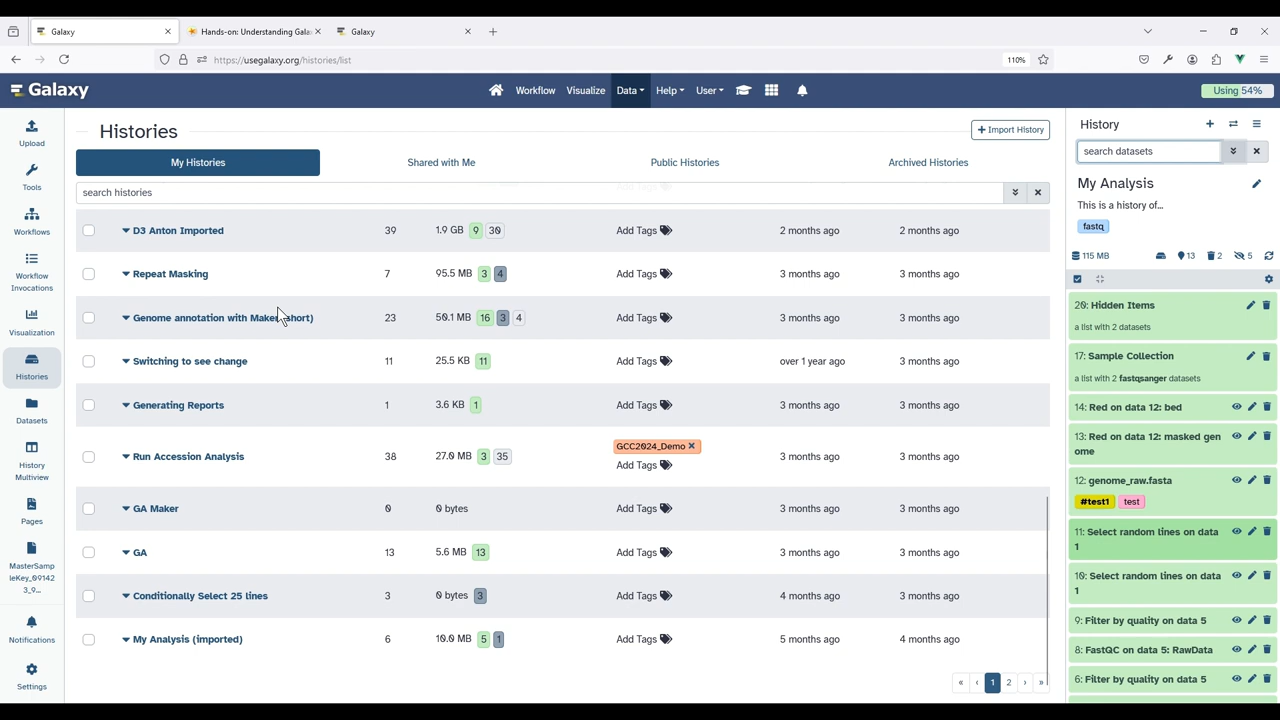 Galaxy
Hands-on: Understanding Gala
Galaxy
https://usegalaxy.org/histories/list
110%
Galaxy
Workflow
Visualize
Data
Help
User
Using 54%
Upload
Tools
Workflows
Workflow
Invocations
Visualization
Histories
Datasets
History
Multiview
Pages
MasterSamp
leKey_09142
3_9...
Notifications
Settings
Histories
+ Import History
My Histories
Shared with Me
Public Histories
Archived Histories
search histories
D3 Anton Imported 39 1.9 GB 9 30 Add Tags 2 months ago 2 months ago
Repeat Masking 7 95.5 MB 3 4 Add Tags 3 months ago 3 months ago
Genome annotation with Maker (short) 23 50.1 MB 16 3 4 Add Tags 3 months ago 3 months ago
Switching to see change 11 25.5 KB 11 Add Tags over 1 year ago 3 months ago
Generating Reports 1 3.6 KB 1 Add Tags 3 months ago 3 months ago
GCC2024_Demo
Run Accession Analysis 38 27.0 MB 3 35 Add Tags 3 months ago 3 months ago
GA Maker 0 0 bytes Add Tags 3 months ago 3 months ago
GA 13 5.6 MB 13 Add Tags 3 months ago 3 months ago
Conditionally Select 25 lines 3 0 bytes 3 Add Tags 4 months ago 3 months ago
My Analysis (imported) 6 10.0 MB 5 1 Add Tags 5 months ago 4 months ago
« ‹ 1 2 › »
History
search datasets
My Analysis
This is a history of...
fastq
115 MB 13 2 5
20: Hidden Items
a list with 2 datasets
17: Sample Collection
a list with 2 fastqsanger datasets
14: Red on data 12: bed
13: Red on data 12: masked gen
ome
12: genome_raw.fasta
#test1 test
11: Select random lines on data
1
10: Select random lines on data
1
9: Filter by quality on data 5
8: FastQC on data 5: RawData
6: Filter by quality on data 5